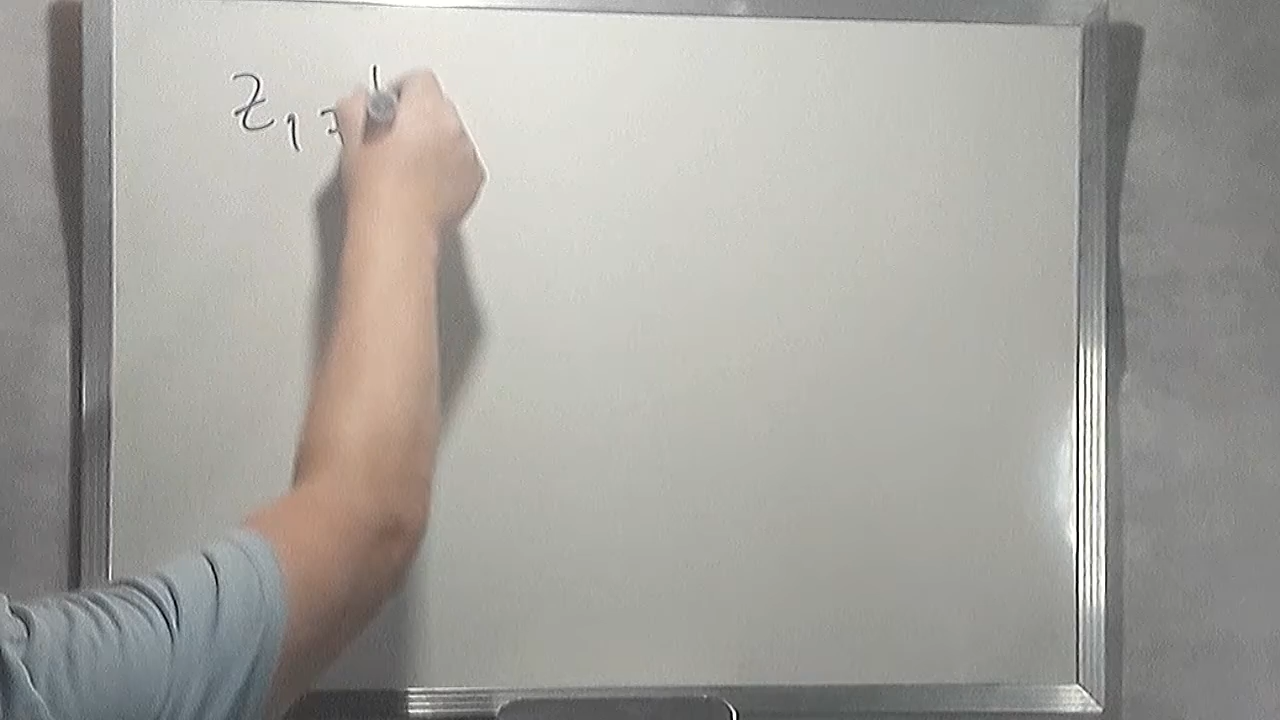 Z₁ =